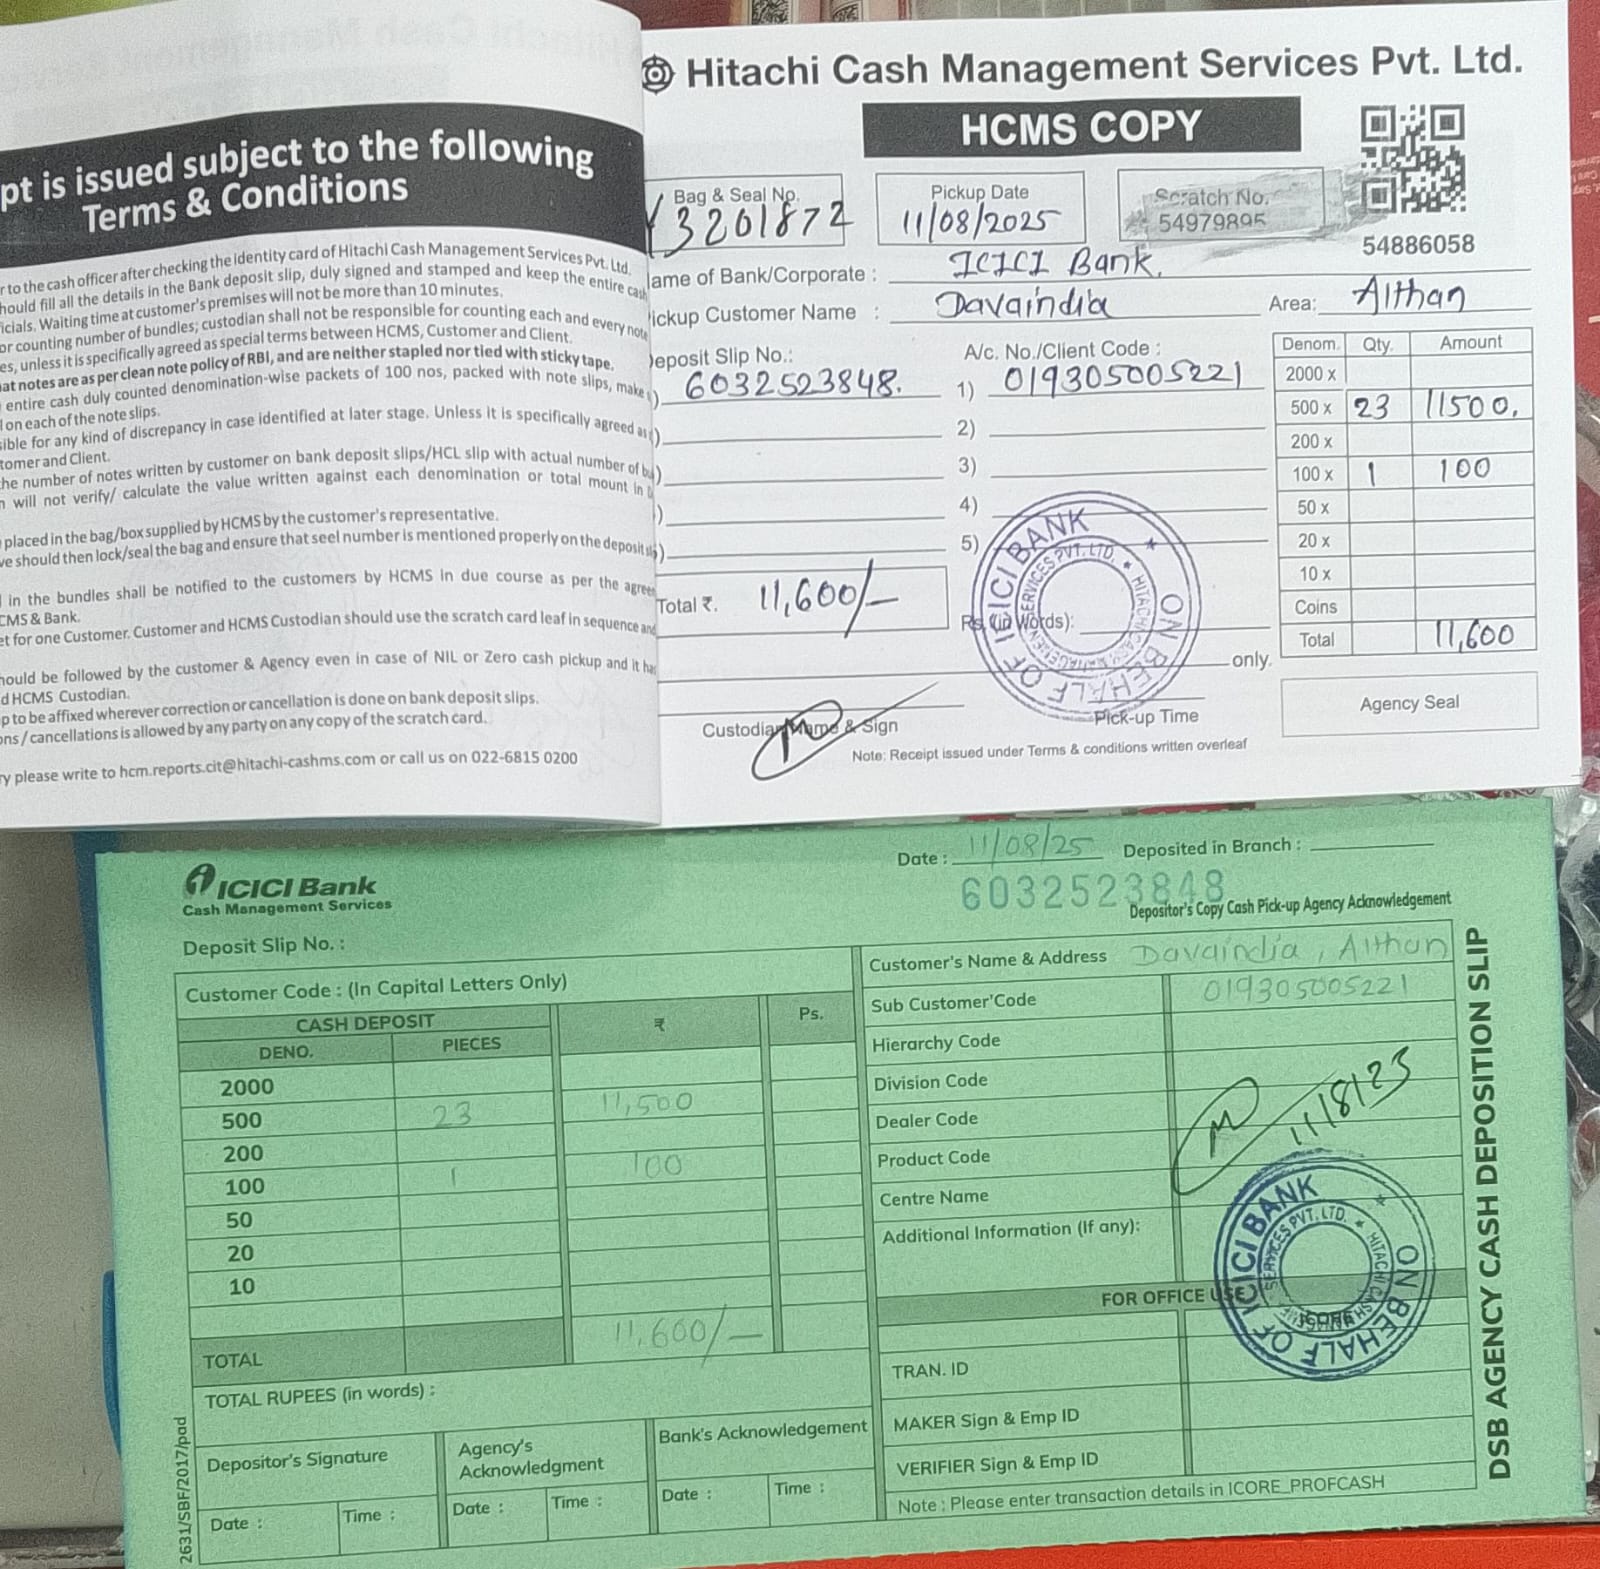 pt is issued subject to the following
Terms & Conditions
r to the cash officer after checking the identity card of Hitachi Cash Management Services Pvt. Ltd.
hould fill all the details in the Bank deposit slip, duly signed and stamped and keep the entire cash
icials. Waiting time at customer's premises will not be more than 10 minutes.
or counting number of bundles; custodian shall not be responsible for counting each and every note
es, unless it is specifically agreed as special terms between HCMS, Customer and Client.
at notes are as per clean note policy of RBI, and are neither stapled nor tied with sticky tape.
entire cash duly counted denomination-wise packets of 100 nos, packed with note slips, make
l on each of the note slips.
sible for any kind of discrepancy in case identified at later stage. Unless it is specifically agreed as
tomer and Client.
he number of notes written by customer on bank deposit slips/HCL slip with actual number of
n will not verify/ calculate the value written against each denomination or total mount in
placed in the bag/box supplied by HCMS by the customer's representative.
ve should then lock/seal the bag and ensure that seel number is mentioned properly on the deposit
l in the bundles shall be notified to the customers by HCMS in due course as per the agree
CMS & Bank.
et for one Customer. Customer and HCMS Custodian should use the scratch card leaf in sequence and
hould be followed by the customer & Agency even in case of NIL or Zero cash pickup and it ha
d HCMS Custodian.
p to be affixed wherever correction or cancellation is done on bank deposit slips.
ons / cancellations is allowed by any party on any copy of the scratch card.
ry please write to hcm.reports.cit@hitachi-cashms.com or call us on 022-6815 0200
Hitachi Cash Management Services Pvt. Ltd.
HCMS COPY
Bag & Seal No. 3201872
Pickup Date 11/08/2025
Scratch No. 54979895
54886058
ame of Bank/Corporate : ICICI Bank.
ickup Customer Name : Davaindia Area: Althan
Deposit Slip No.: A/c. No./Client Code :
) 6032523848. 1) 019305005221
) 2)
3)
) 4)
) 5)
Denom. Qty. Amount
2000 x
500 x 23 11500.
200 x
100 x 1 100
50 x
20 x
10 x
Coins
Total 11,600
Total ₹. 11,600/-
Rs. (in Words):
only.
ON BEHALF OF ICICI BANK
HITACHI CASH MANAGEMENT SERVICES PVT. LTD.
Custodian Name & Sign
Pick-up Time
Agency Seal
Note: Receipt issued under Terms & conditions written overleaf
ICICI Bank
Cash Management Services
Date : 11/08/25 Deposited in Branch :
6032523848
Depositor's Copy Cash Pick-up Agency Acknowledgement
Deposit Slip No. :
Customer Code : (In Capital Letters Only)
CASH DEPOSIT ₹ Ps.
DENO. PIECES
2000
500 23 11,500
200
100 1 100
50
20
10
TOTAL 11,600/-
TOTAL RUPEES (in words) :
Depositor's Signature
Date : Time :
Agency's Acknowledgment
Date : Time :
Bank's Acknowledgement
Date : Time :
Customer's Name & Address Davaindia, Althan
Sub Customer'Code 019305005221
Hierarchy Code
Division Code
Dealer Code
Product Code
Centre Name
Additional Information (If any):
11/8/25
ON BEHALF OF ICICI BANK
HITACHI CASH MANAGEMENT SERVICES PVT. LTD.
FOR OFFICE USE
TRAN. ID
MAKER Sign & Emp ID
VERIFIER Sign & Emp ID
Note : Please enter transaction details in ICORE_PROFCASH
DSB AGENCY CASH DEPOSITION SLIP
2631/SBF/2017/pad